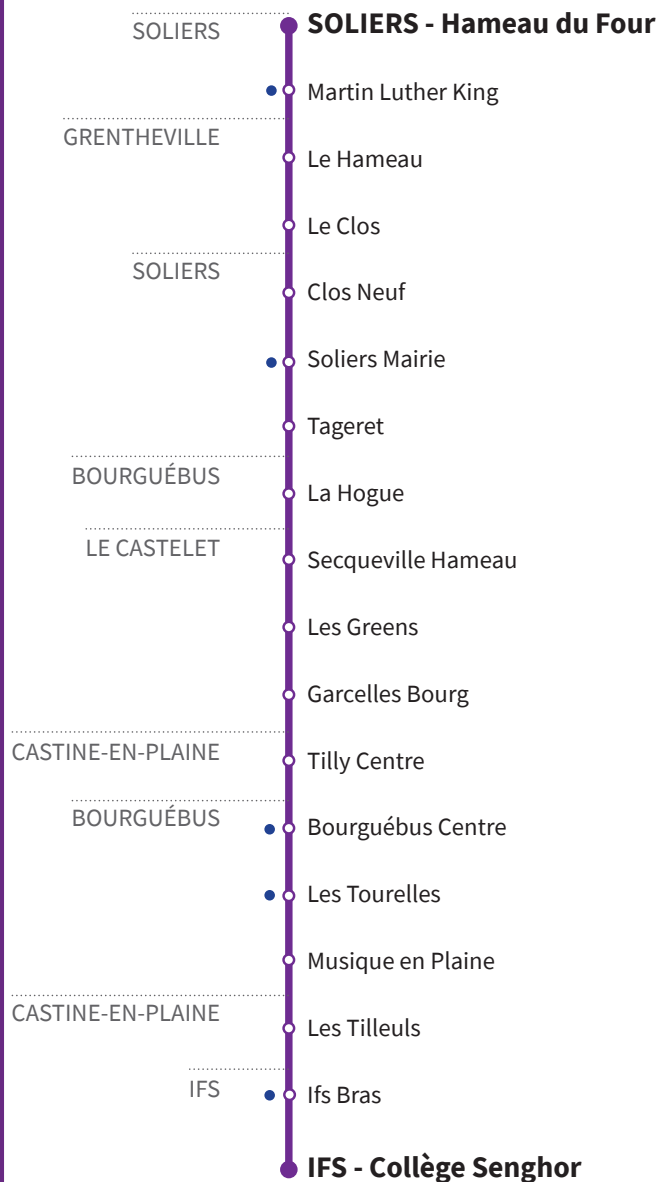 SOLIERS
SOLIERS - Hameau du Four
Martin Luther King
GRENTHEVILLE
Le Hameau
Le Clos
SOLIERS
Clos Neuf
Soliers Mairie
Tageret
BOURGUÉBUS
La Hogue
LE CASTELET
Secqueville Hameau
Les Greens
Garcelles Bourg
CASTINE-EN-PLAINE
Tilly Centre
BOURGUÉBUS
Bourguébus Centre
Les Tourelles
Musique en Plaine
CASTINE-EN-PLAINE
Les Tilleuls
IFS
Ifs Bras
IFS - Collège Senghor